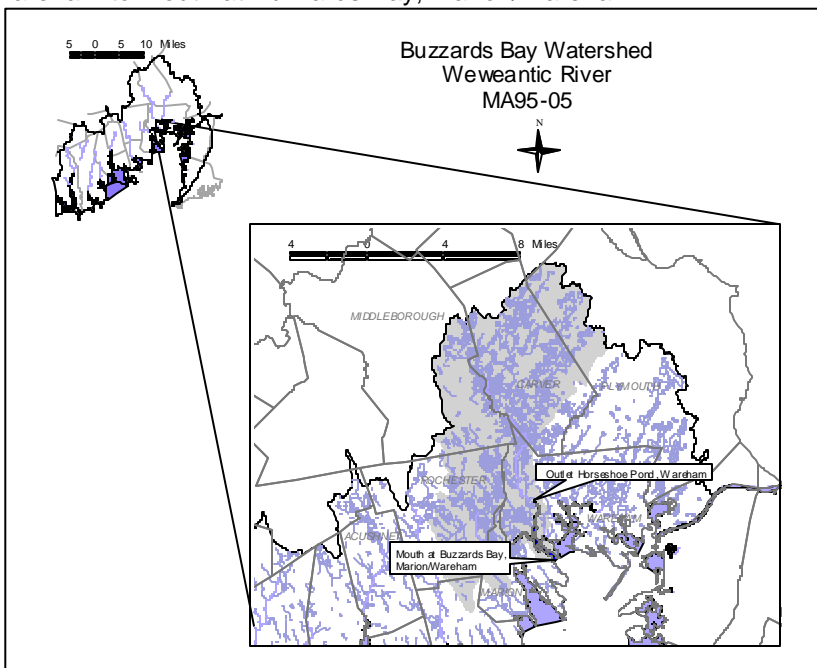 5 0 5 10 Miles
Buzzards Bay Watershed
Weweantic River
MA95-05
N
4 0 4 8 Miles
MIDDLEBOROUGH
CARVER
PLYMOUTH
Outlet Horseshoe Pond, Wareham
ROCHESTER
WAREHAM
ACUSHNET
Mouth at Buzzards Bay,
Marion/Wareham
MARION